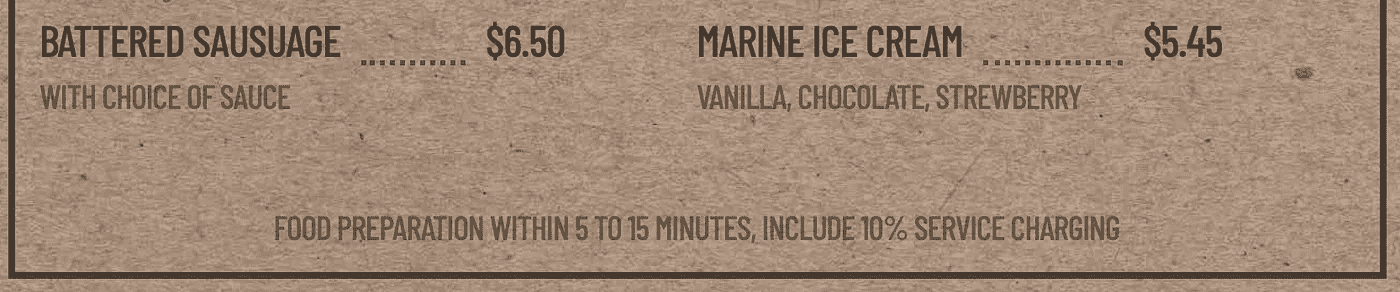 BATTERED SAUSUAGE ........... $6.50
WITH CHOICE OF SAUCE
MARINE ICE CREAM ............... $5.45
VANILLA, CHOCOLATE, STREWBERRY
FOOD PREPARATION WITHIN 5 TO 15 MINUTES, INCLUDE 10% SERVICE CHARGING